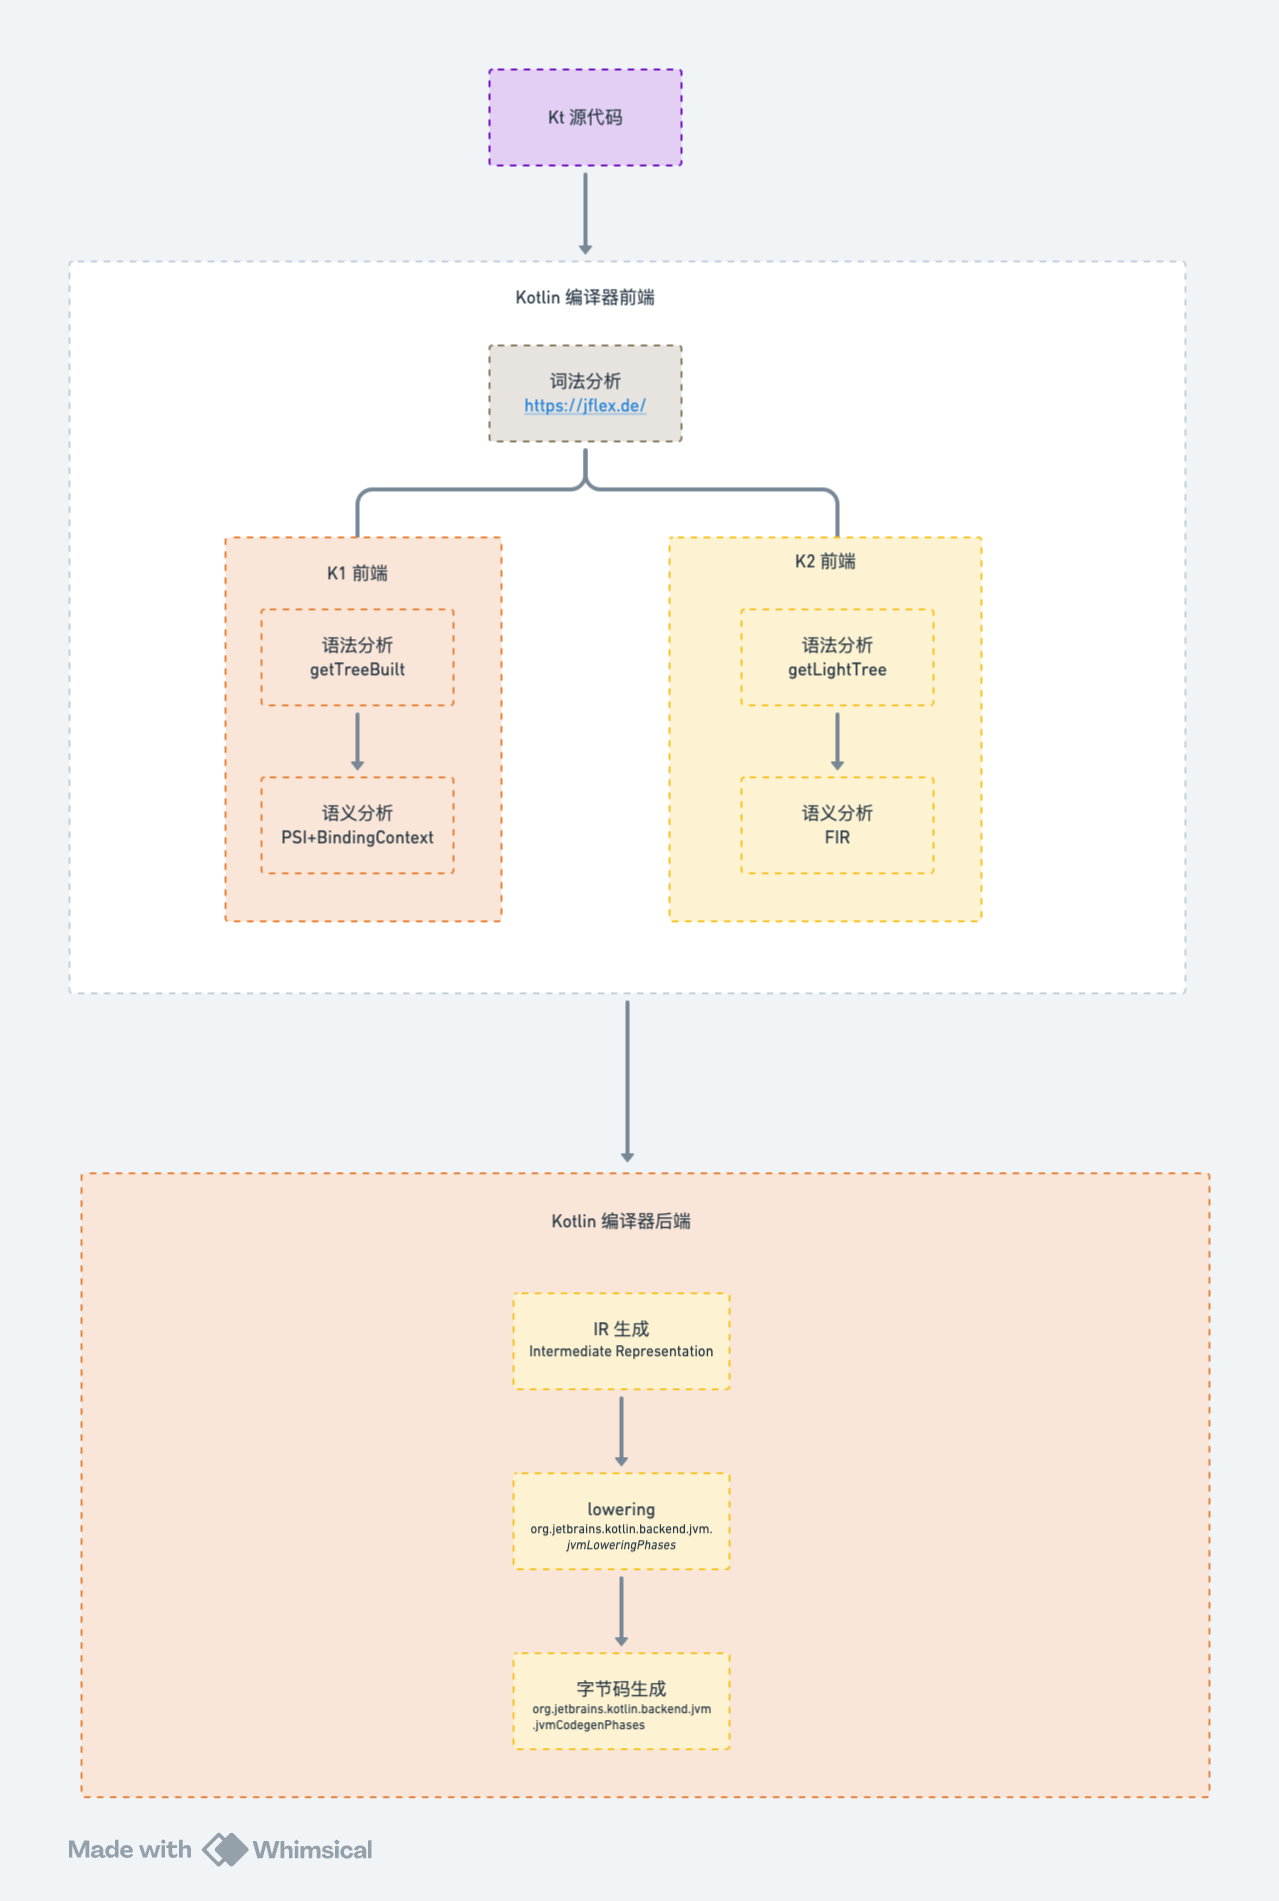 Kt 源代码
Kotlin 编译器前端
词法分析
https://jflex.de/
K1 前端
语法分析
getTreeBuilt
语义分析
PSI+BindingContext
K2 前端
语法分析
getLightTree
语义分析
FIR
Kotlin 编译器后端
IR 生成
Intermediate Representation
lowering
org.jetbrains.kotlin.backend.jvm.
jvmLoweringPhases
字节码生成
org.jetbrains.kotlin.backend.jvm
.jvmCodegenPhases
Made with Whimsical